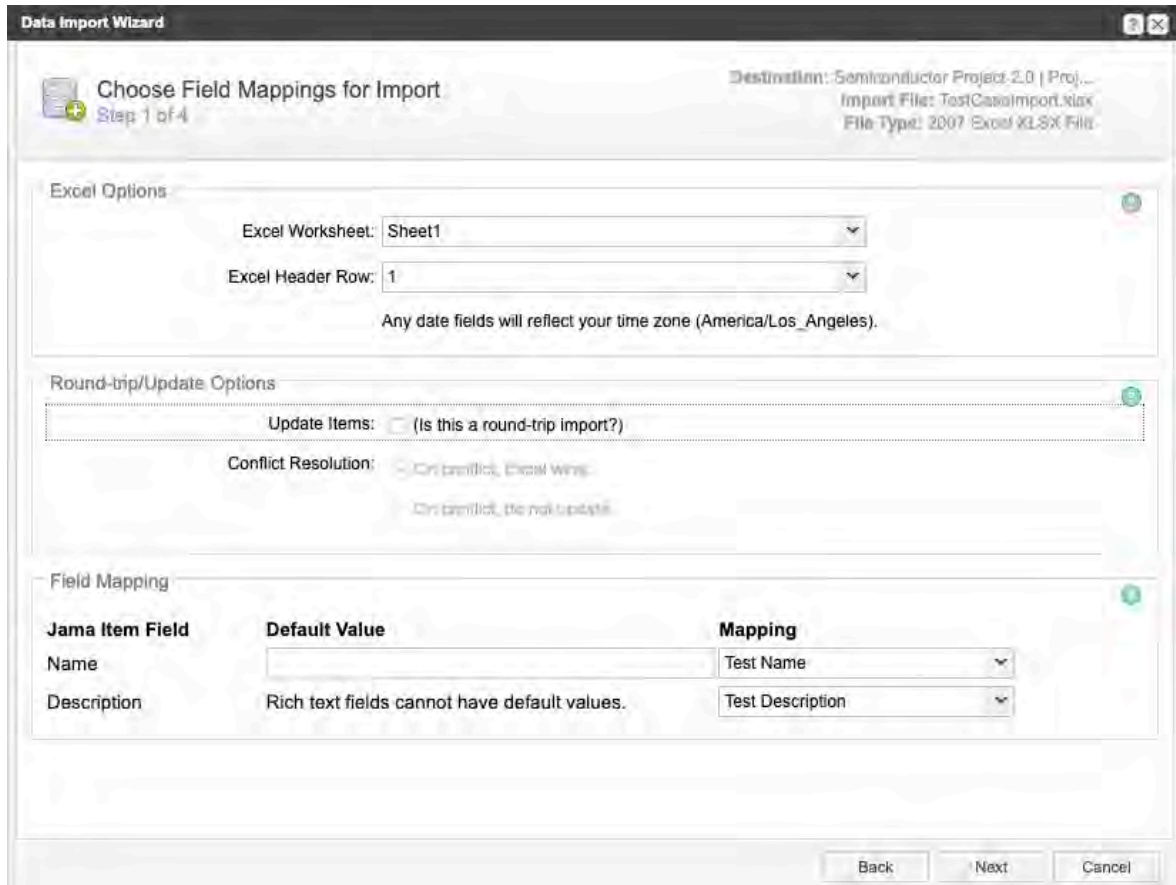 Data Import Wizard
Choose Field Mappings for Import
Step 1 of 4
Destination: Semiconductor Project 2.0 | Proj...
Import File: TestCaseImport.xlsx
File Type: 2007 Excel XLSX File
Excel Options
Excel Worksheet: Sheet1
Excel Header Row: 1
Any date fields will reflect your time zone (America/Los_Angeles).
Round-trip/Update Options
Update Items: (Is this a round-trip import?)
Conflict Resolution: On conflict, Excel wins
On conflict, do not update
Field Mapping
Jama Item Field Default Value Mapping
Name Test Name
Description Rich text fields cannot have default values. Test Description
Back Next Cancel